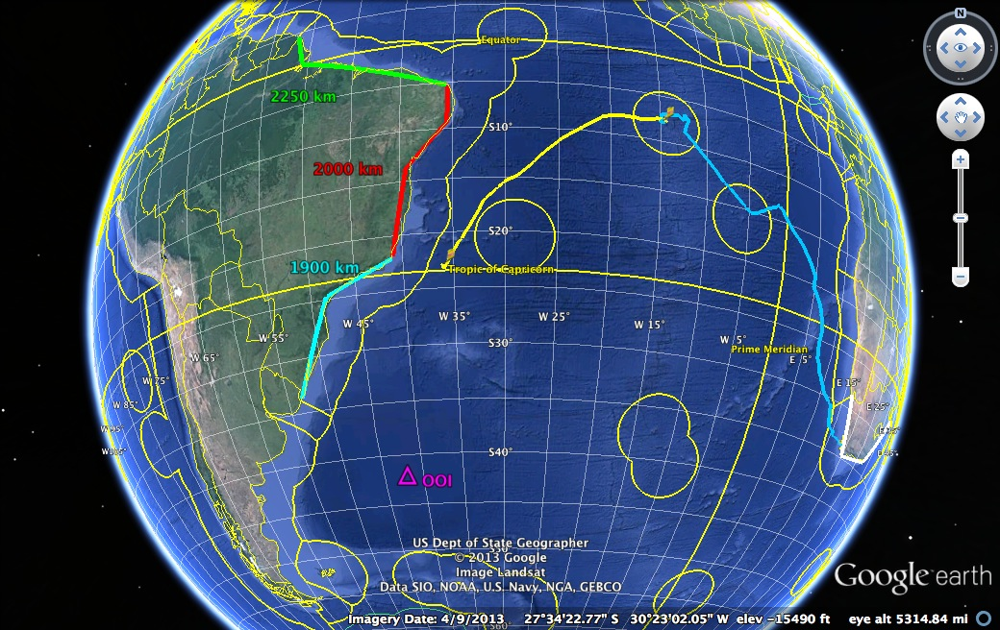 N
Equator
2250 km
S10°
2000 km
S20°
1900 km
Tropic of Capricorn
W 45°
W 35°
W 25°
W 15°
W 5°
W 55°
S30°
Prime Meridian
W 65°
E 5°
W 75°
E 15°
W 85°
E 25°
S40°
OOI
US Dept of State Geographer
© 2013 Google
Image Landsat
Data SIO, NOAA, U.S. Navy, NGA, GEBCO
Google earth
Imagery Date: 4/9/2013 27°34'22.77" S 30°23'02.05" W elev -15490 ft eye alt 5314.84 mi
S60°